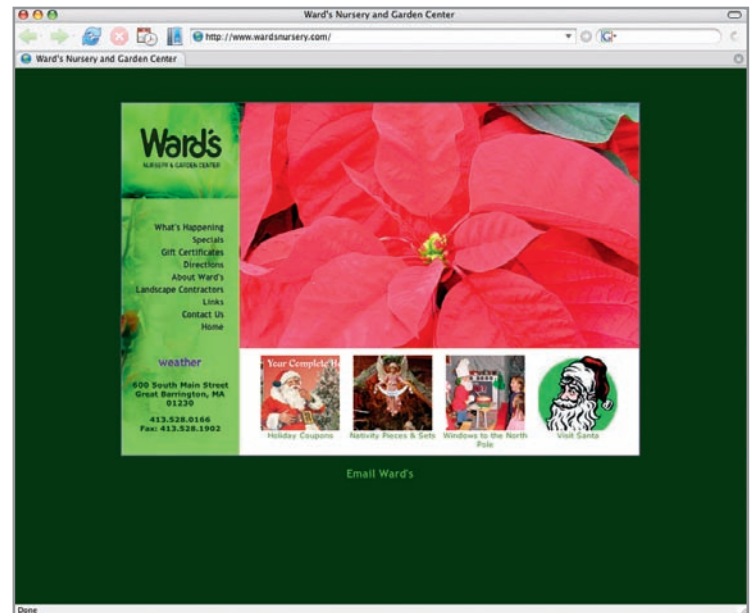 Ward's Nursery and Garden Center
http://www.wardsnursery.com/
G
Ward's Nursery and Garden Center
Ward's
NURSERY & GARDEN CENTER
What's Happening
Specials
Gift Certificates
Directions
About Ward's
Landscape Contractors
Links
Contact Us
Home
weather
600 South Main Street
Great Barrington, MA
01230
413.528.0166
Fax: 413.528.1902
Year Complete H
Holiday Coupons
Nativity Pieces & Sets
Windows to the North
Pole
Visit Santa
Email Ward's
Done